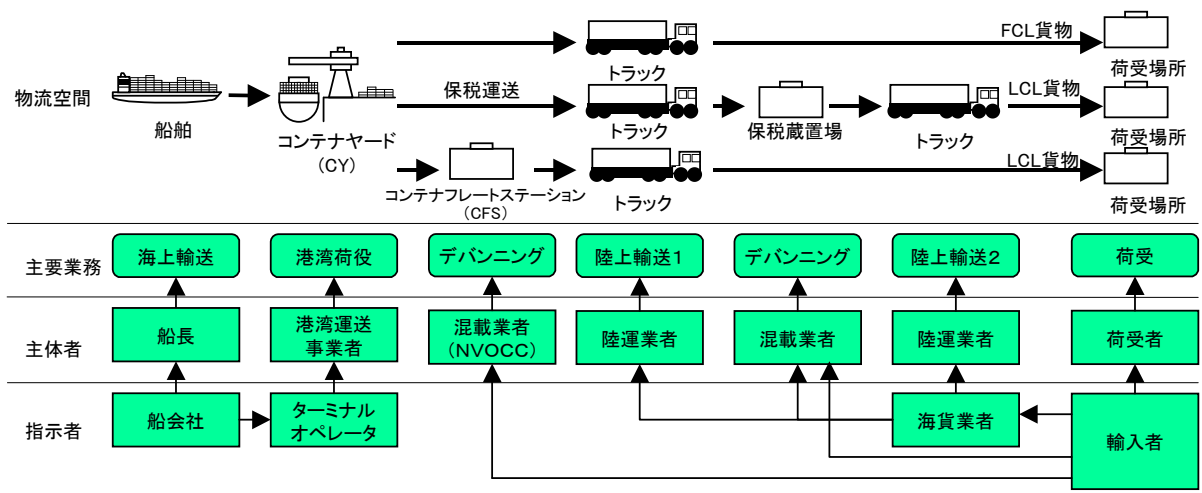 FCL貨物
トラック
荷受場所
物流空間
船舶
コンテナヤード
(CY)
保税運送
トラック
保税蔵置場
トラック
LCL貨物
荷受場所
コンテナフレートステーション
(CFS)
トラック
LCL貨物
荷受場所
主要業務
海上輸送
港湾荷役
デバンニング
陸上輸送1
デバンニング
陸上輸送2
荷受
主体者
船長
港湾運送
事業者
混載業者
(NVOCC)
陸運業者
混載業者
陸運業者
荷受者
指示者
船会社
ターミナル
オペレータ
海貨業者
輸入者